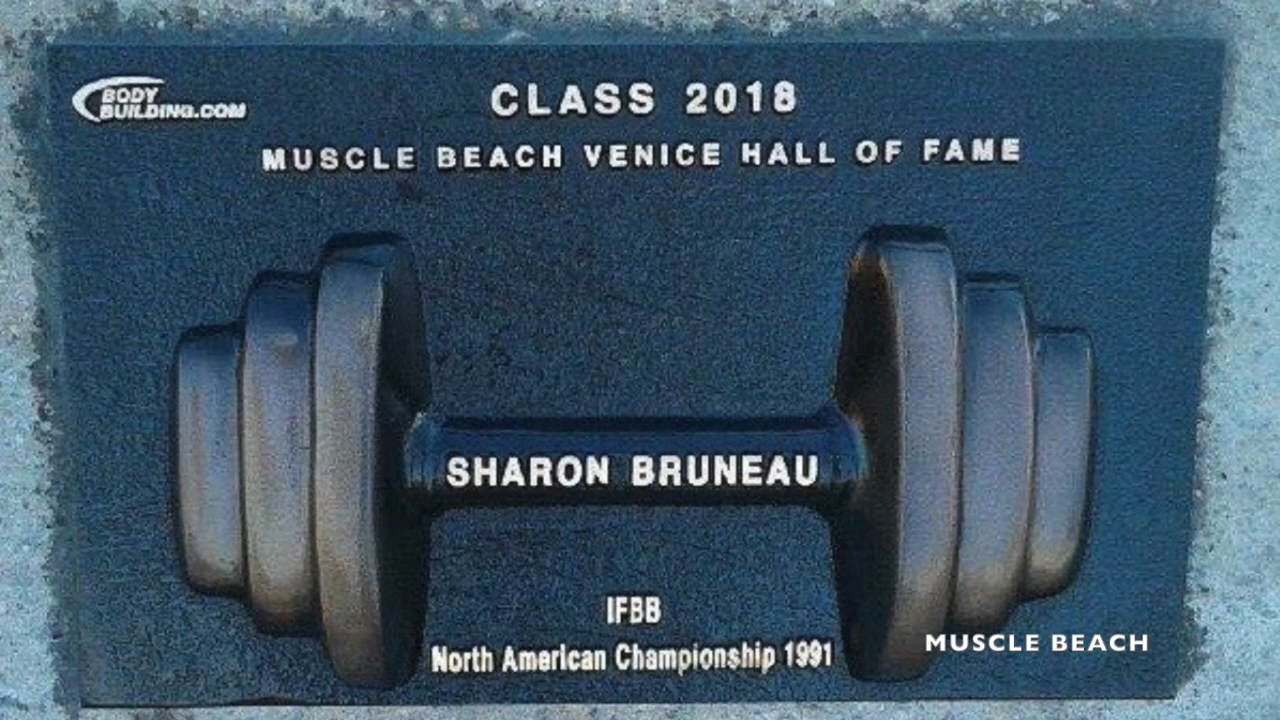 BODY
BUILDING.COM
CLASS 2018
MUSCLE BEACH VENICE HALL OF FAME
SHARON BRUNEAU
IFBB
North American Championship 1991
MUSCLE BEACH